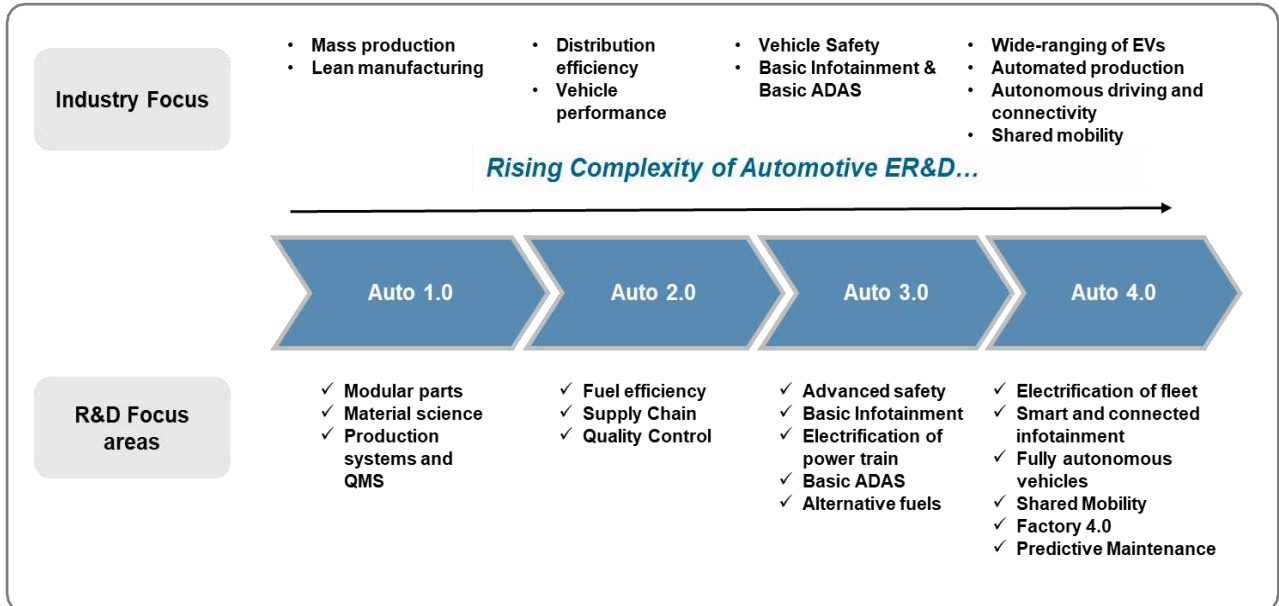 Industry Focus
• Mass production
• Lean manufacturing
• Distribution
efficiency
• Vehicle
performance
• Vehicle Safety
• Basic Infotainment &
Basic ADAS
• Wide-ranging of EVs
• Automated production
• Autonomous driving and
connectivity
• Shared mobility
Rising Complexity of Automotive ER&D...
Auto 1.0
Auto 2.0
Auto 3.0
Auto 4.0
R&D Focus
areas
✓ Modular parts
✓ Material science
✓ Production
systems and
QMS
✓ Fuel efficiency
✓ Supply Chain
✓ Quality Control
✓ Advanced safety
✓ Basic Infotainment
✓ Electrification of
power train
✓ Basic ADAS
✓ Alternative fuels
✓ Electrification of fleet
✓ Smart and connected
infotainment
✓ Fully autonomous
vehicles
✓ Shared Mobility
✓ Factory 4.0
✓ Predictive Maintenance